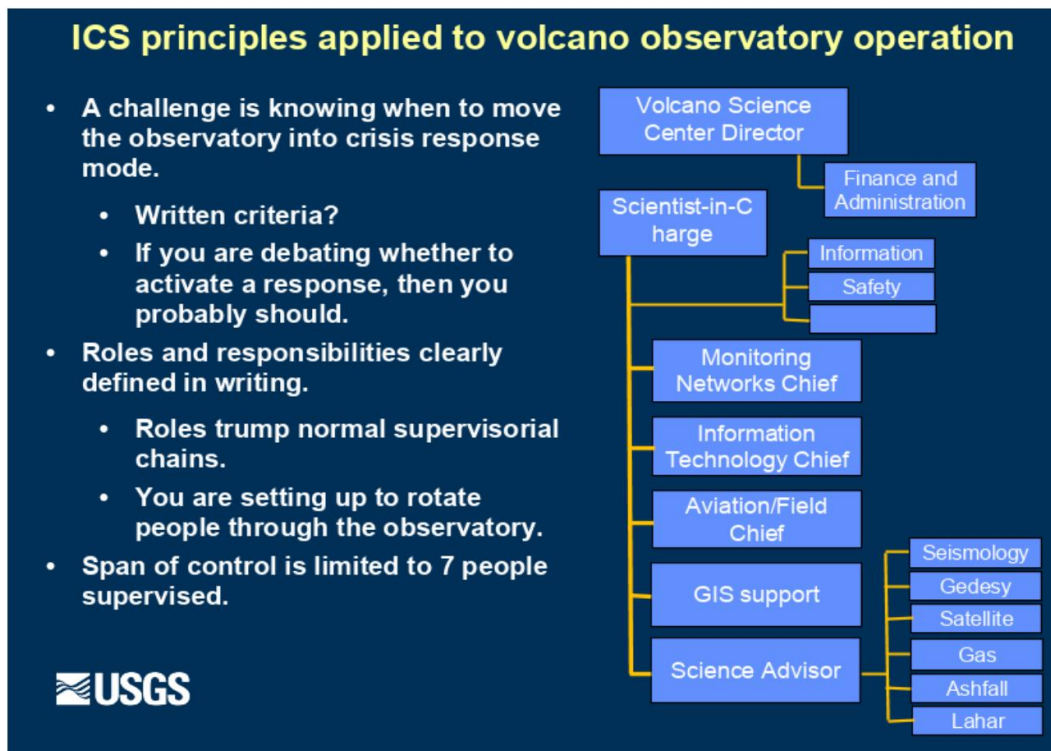 ICS principles applied to volcano observatory operation
• A challenge is knowing when to move
the observatory into crisis response
mode.
• Written criteria?
• If you are debating whether to
activate a response, then you
probably should.
• Roles and responsibilities clearly
defined in writing.
• Roles trump normal supervisorial
chains.
• You are setting up to rotate
people through the observatory.
• Span of control is limited to 7 people
supervised.
USGS
Volcano Science
Center Director
Finance and
Administration
Scientist-in-C
harge
Information
Safety
Monitoring
Networks Chief
Information
Technology Chief
Aviation/Field
Chief
GIS support
Science Advisor
Seismology
Gedesy
Satellite
Gas
Ashfall
Lahar